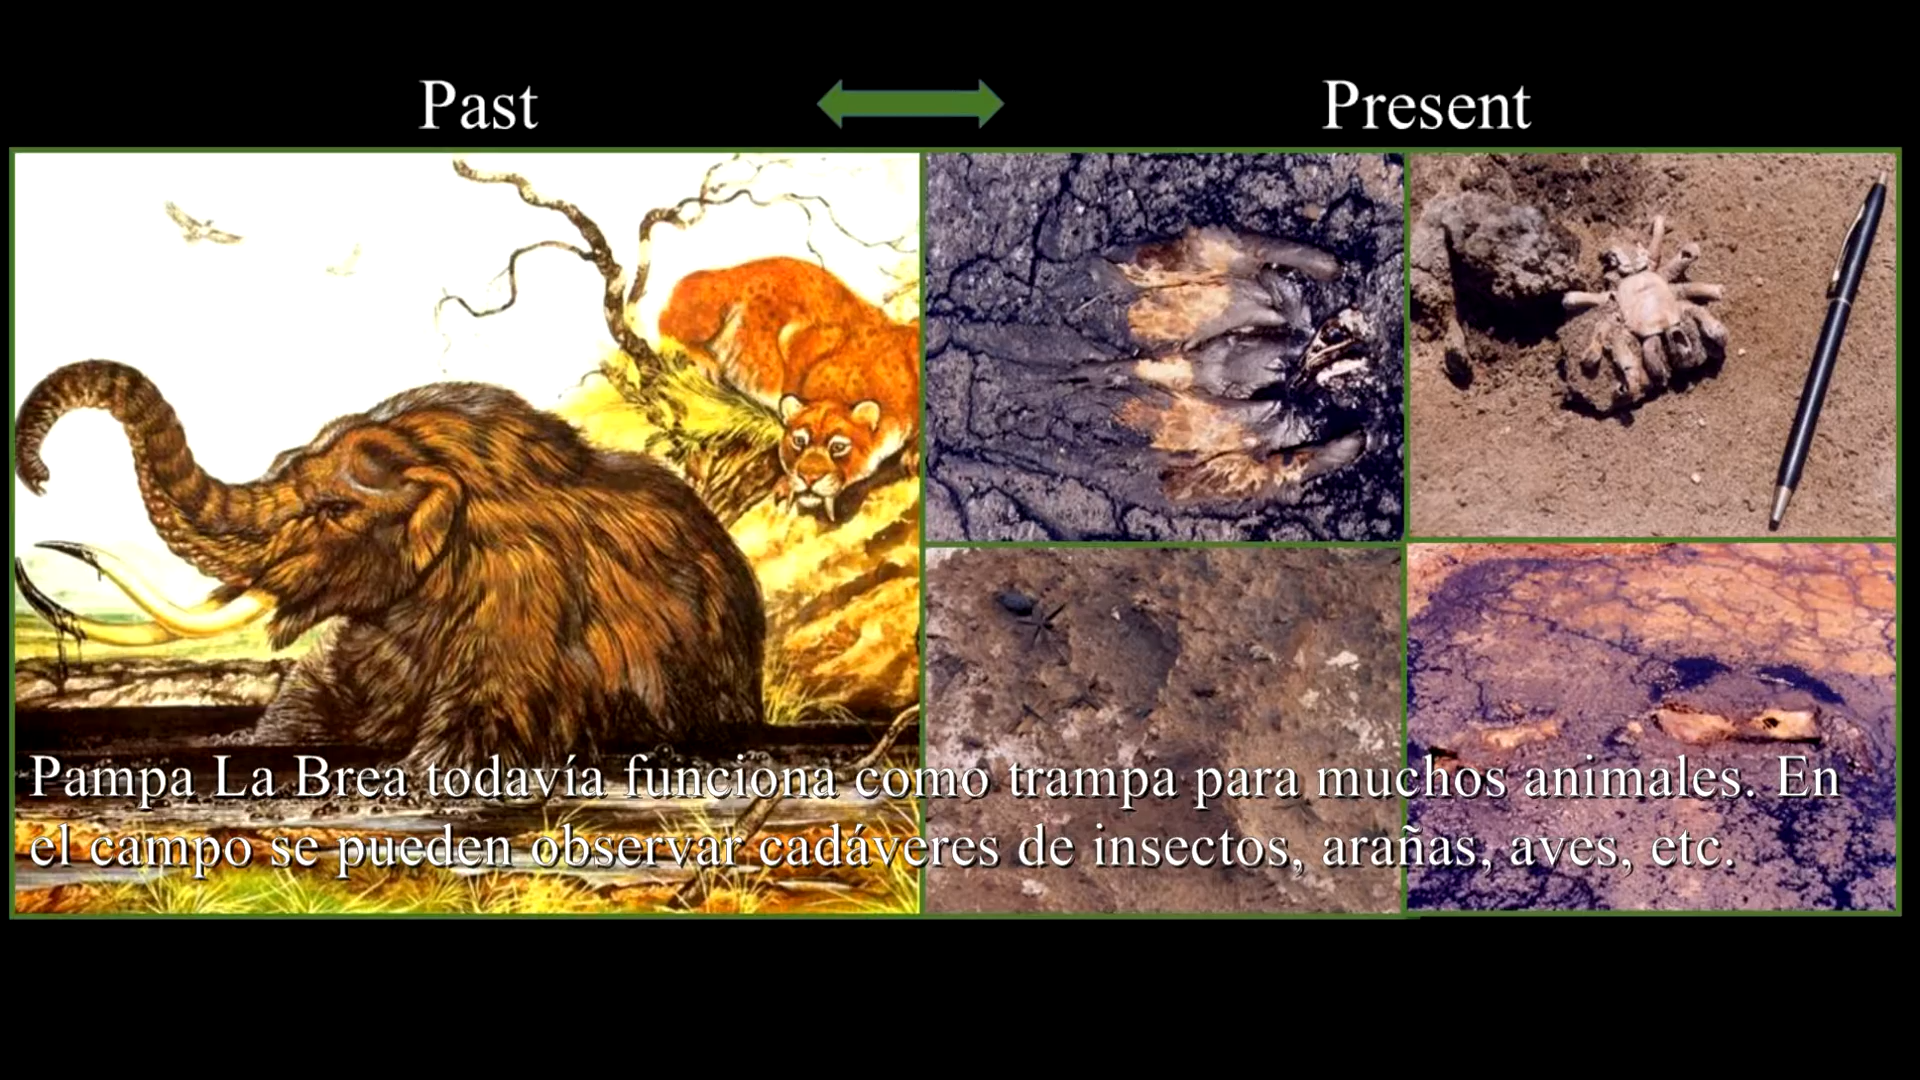 Past
Present
Pampa La Brea todavía funciona como trampa para muchos animales. En
el campo se pueden observar cadáveres de insectos, arañas, aves, etc.